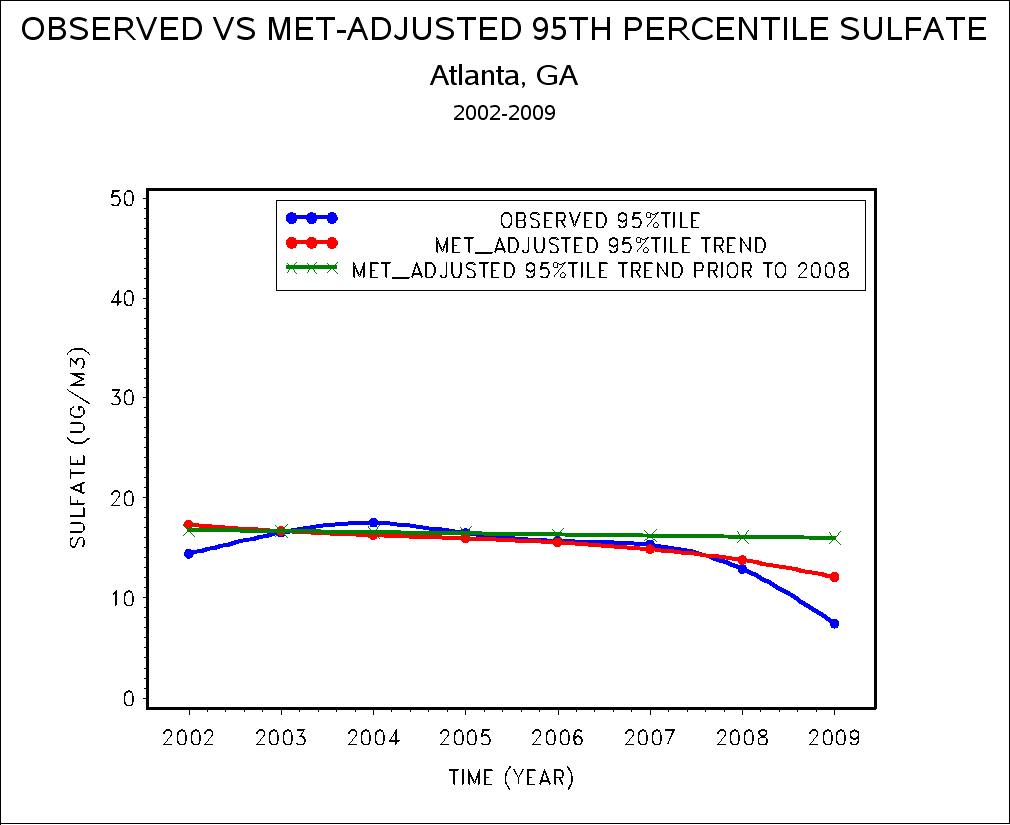 OBSERVED VS MET-ADJUSTED 95TH PERCENTILE SULFATE
Atlanta, GA
2002-2009
OBSERVED 95%TILE
MET_ADJUSTED 95%TILE TREND
MET_ADJUSTED 95%TILE TREND PRIOR TO 2008
SULFATE (UG/M3)
50
40
30
20
10
0
2002 2003 2004 2005 2006 2007 2008 2009
TIME (YEAR)